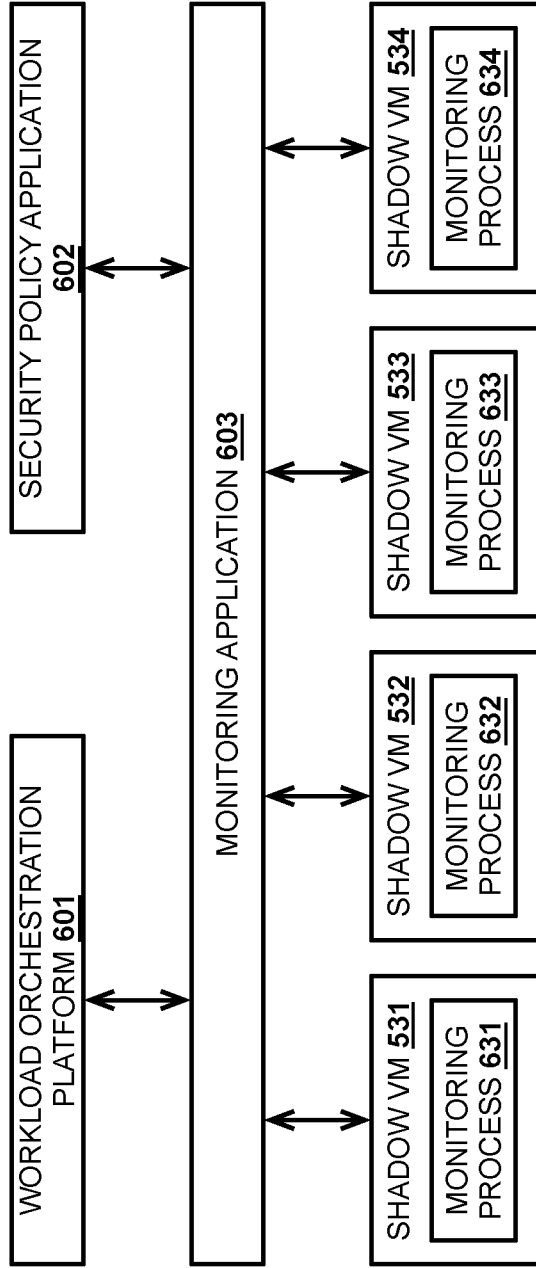 WORKLOAD ORCHESTRATION
PLATFORM 601
SECURITY POLICY APPLICATION
602
MONITORING APPLICATION 603
SHADOW VM 531
MONITORING
PROCESS 631
SHADOW VM 532
MONITORING
PROCESS 632
SHADOW VM 533
MONITORING
PROCESS 633
SHADOW VM 534
MONITORING
PROCESS 634